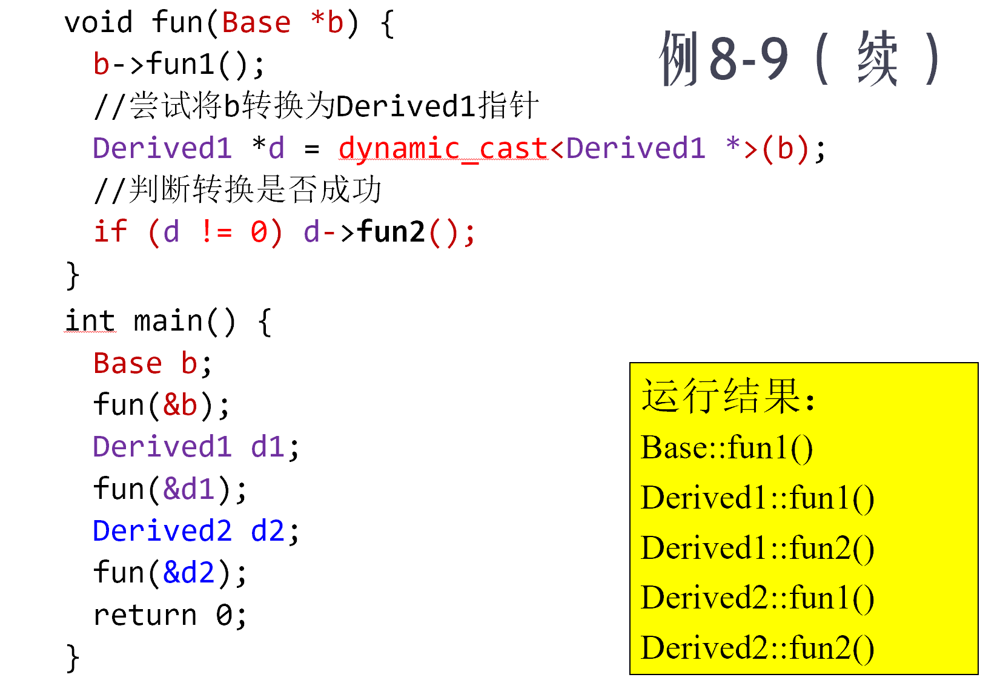 例8-9（续）
void fun(Base *b) {
b->fun1();
//尝试将b转换为Derived1指针
Derived1 *d = dynamic_cast<Derived1 *>(b);
//判断转换是否成功
if (d != 0) d->fun2();
}
int main() {
Base b;
fun(&b);
Derived1 d1;
fun(&d1);
Derived2 d2;
fun(&d2);
return 0;
}
运行结果：
Base::fun1()
Derived1::fun1()
Derived1::fun2()
Derived2::fun1()
Derived2::fun2()